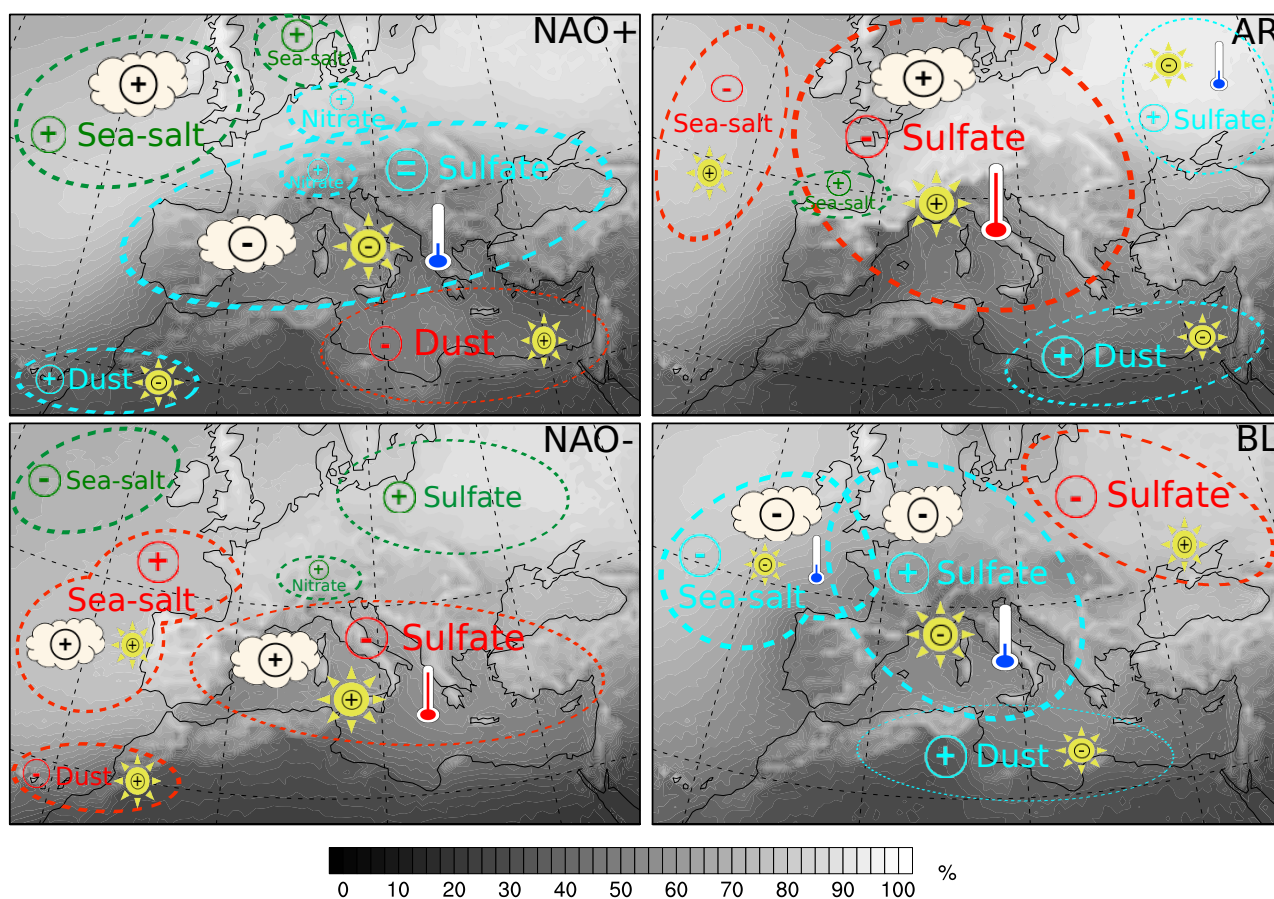 NAO+
+
Sea-salt
+
+ Sea-salt
+
Nitrate
+
Nitrate
= Sulfate
-
-
- Dust
+
+ Dust
-
AR
-
Sea-salt
+
+
- Sulfate
+
Sea-salt
+
-
+ Sulfate
+ Dust
-
NAO-
- Sea-salt
+ Sulfate
+
Sea-salt
+
+
+
Nitrate
- Sulfate
+
+
- Dust
+
BL
-
-
-
Sea-salt
-
+ Sulfate
-
- Sulfate
+
+ Dust
-
0 10 20 30 40 50 60 70 80 90 100 %